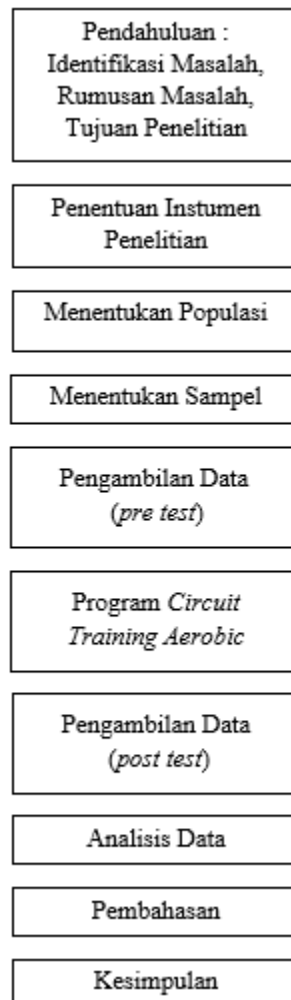 Pendahuluan :
Identifikasi Masalah,
Rumusan Masalah,
Tujuan Penelitian
Penentuan Instumen
Penelitian
Menentukan Populasi
Menentukan Sampel
Pengambilan Data
(pre test)
Program Circuit
Training Aerobic
Pengambilan Data
(post test)
Analisis Data
Pembahasan
Kesimpulan